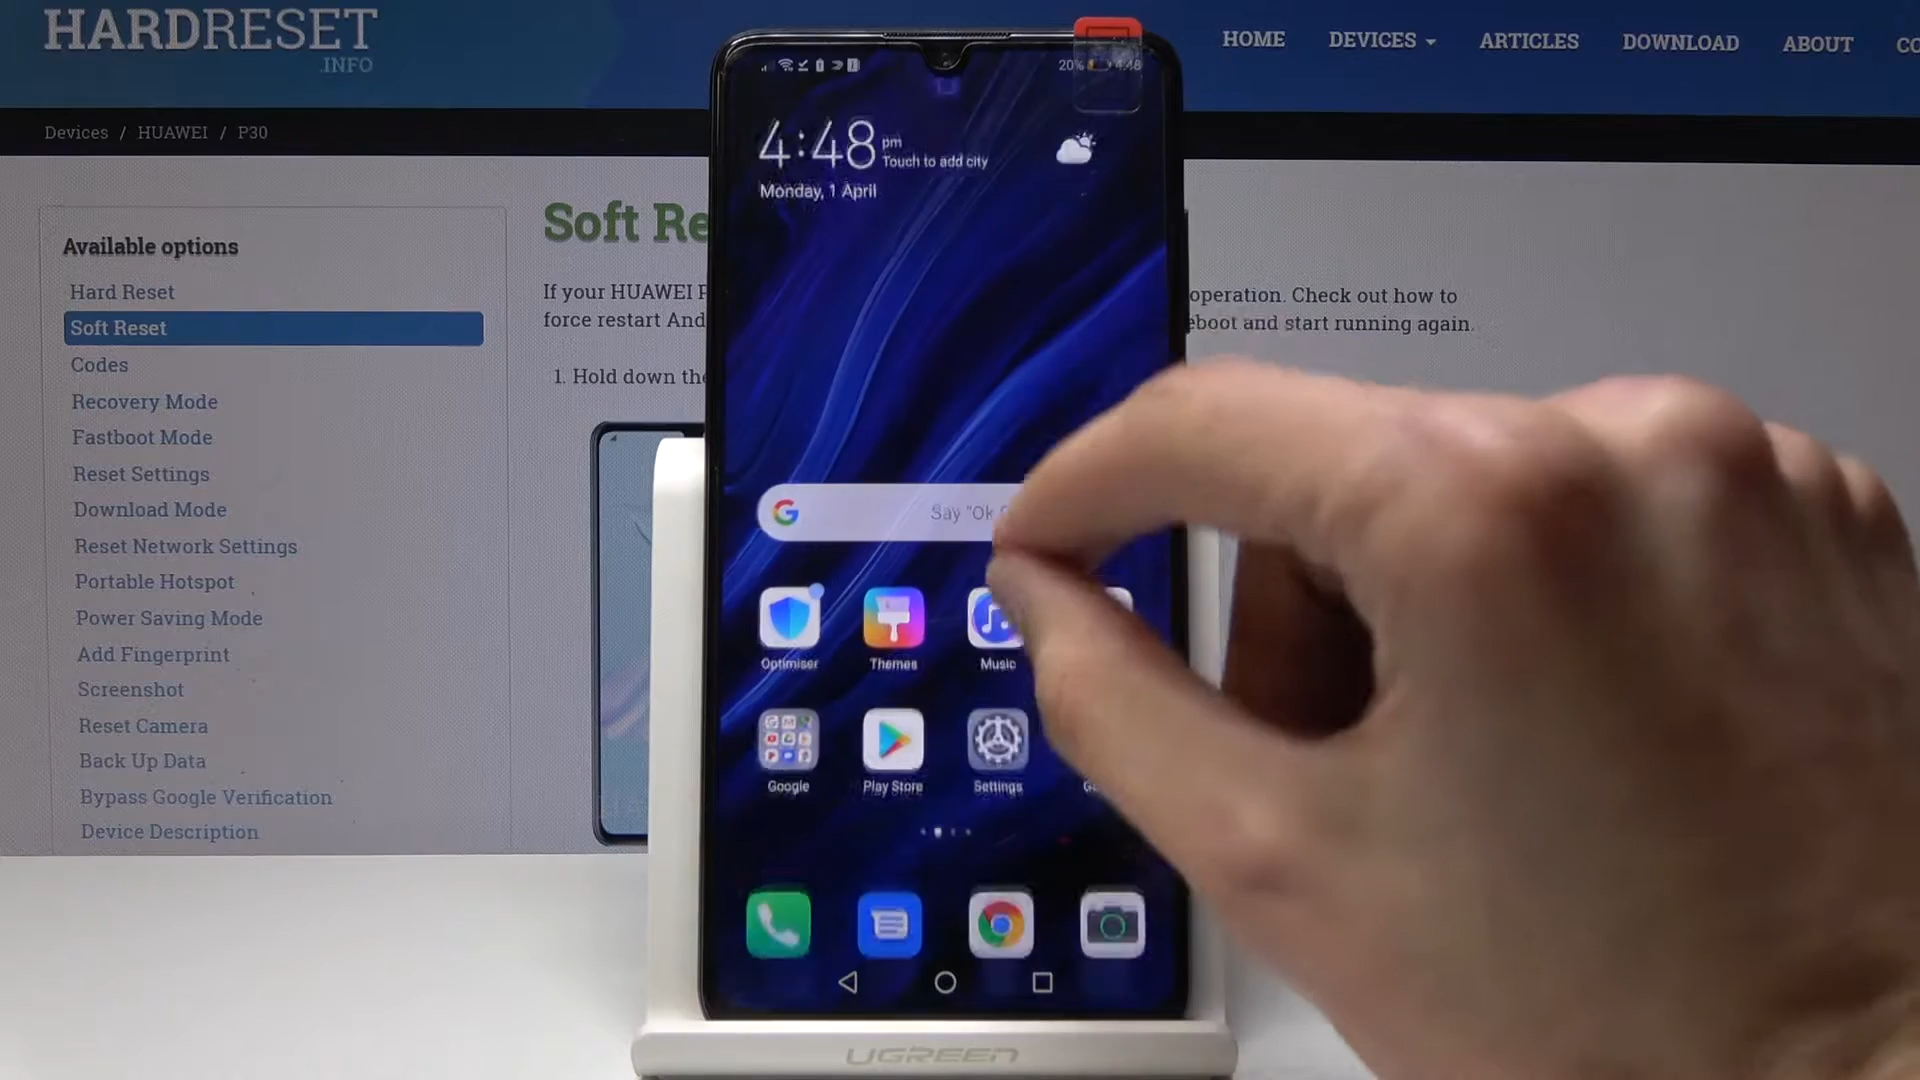 HARDRESET
.INFO
HOME DEVICES ARTICLES DOWNLOAD ABOUT
Devices / HUAWEI / P30
Available options
Hard Reset
Soft Reset
Codes
Recovery Mode
Fastboot Mode
Reset Settings
Download Mode
Reset Network Settings
Portable Hotspot
Power Saving Mode
Add Fingerprint
Screenshot
Reset Camera
Back Up Data
Bypass Google Verification
Device Description
Soft Re
If your HUAWEI P
operation. Check out how to
force restart And
eboot and start running again.
1. Hold down the
20% 4:48
4:48 pm
Touch to add city
Monday, 1 April
G Say "Ok
Optimiser Themes Music
Google Play Store Settings
UGREEN